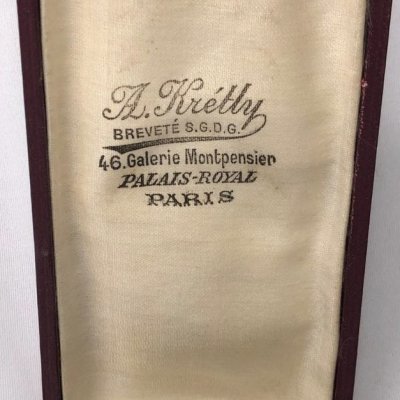 A. Krétly
BREVETÉ S.G.D.G.
46. Galerie Montpensier
PALAIS-ROYAL
PARIS